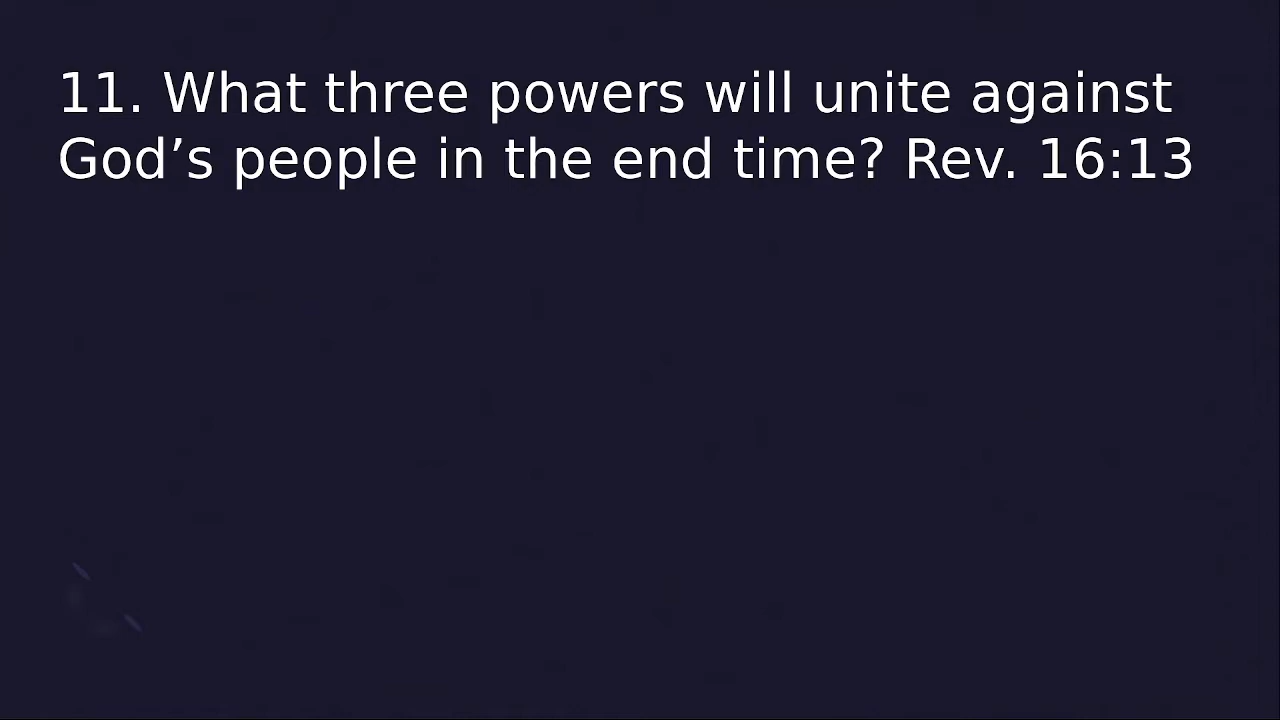 11. What three powers will unite against
God’s people in the end time? Rev. 16:13